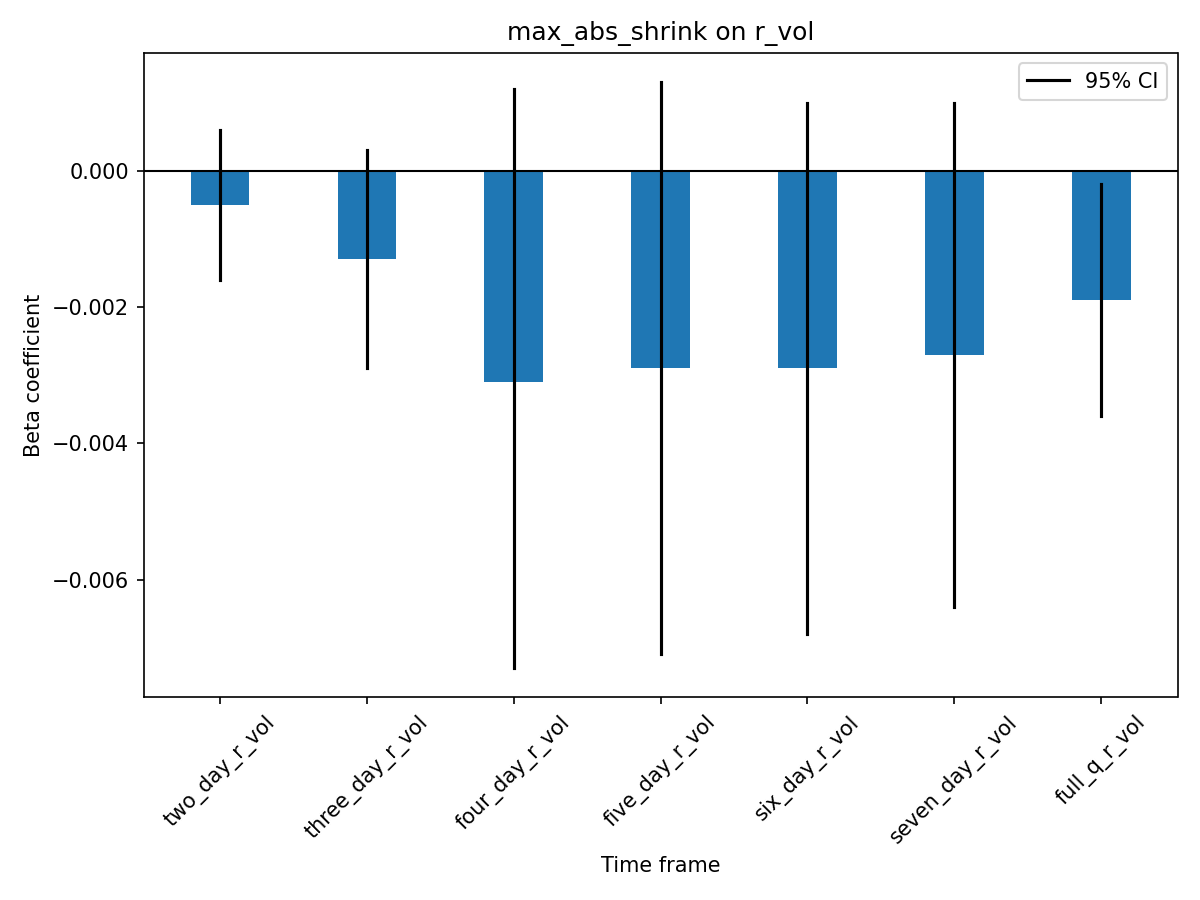 max_abs_shrink on r_vol
95% CI
Beta coefficient
0.000
−0.002
−0.004
−0.006
two_day_r_vol
three_day_r_vol
four_day_r_vol
five_day_r_vol
six_day_r_vol
seven_day_r_vol
full_q_r_vol
Time frame